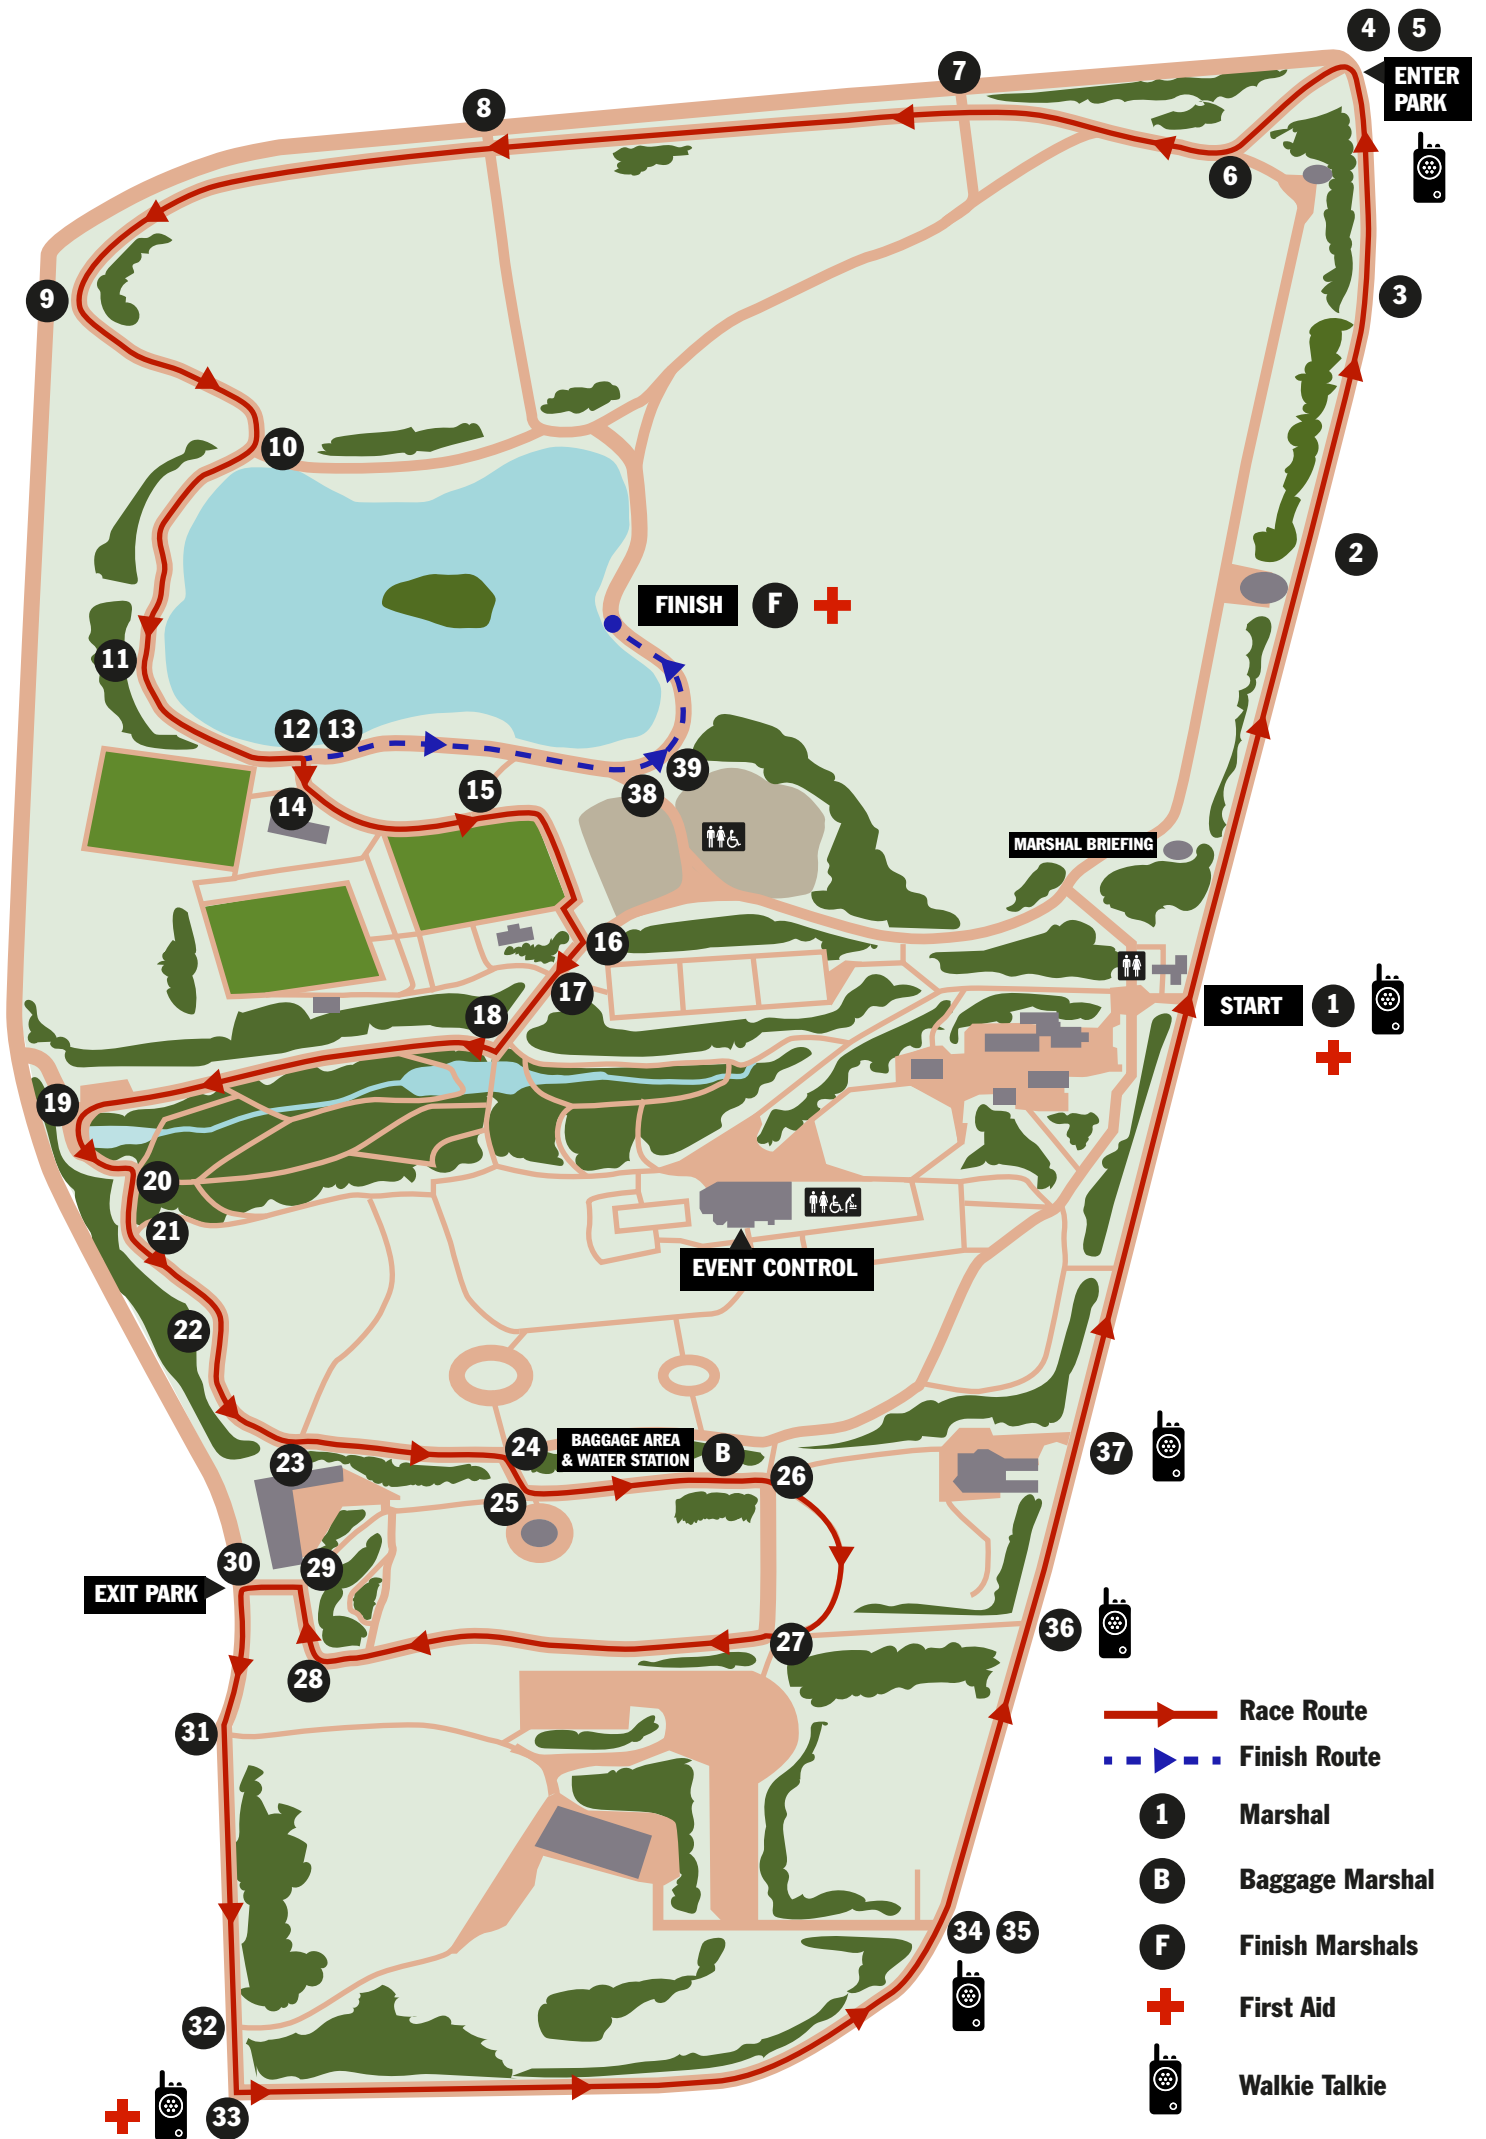 4 5
ENTER
PARK
7
8
6
9
3
10
2
FINISH F
11
12 13
39
38
15
14
MARSHAL BRIEFING
16
17
18
START 1
19
20
21
EVENT CONTROL
22
24
BAGGAGE AREA
& WATER STATION
B
23
26
25
37
30
29
EXIT PARK
36
27
28
31
Race Route
Finish Route
1 Marshal
B Baggage Marshal
34 35
F Finish Marshals
First Aid
32
Walkie Talkie
33